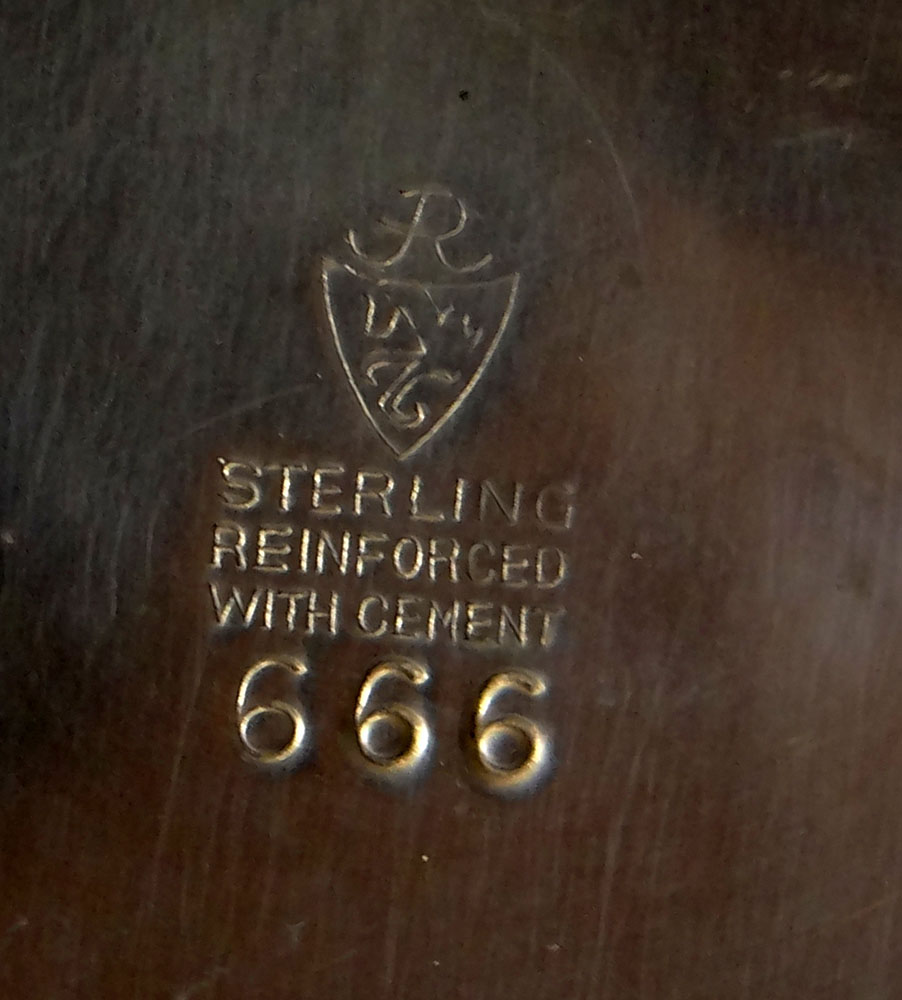 R
STERLING
REINFORCED
WITH CEMENT
666